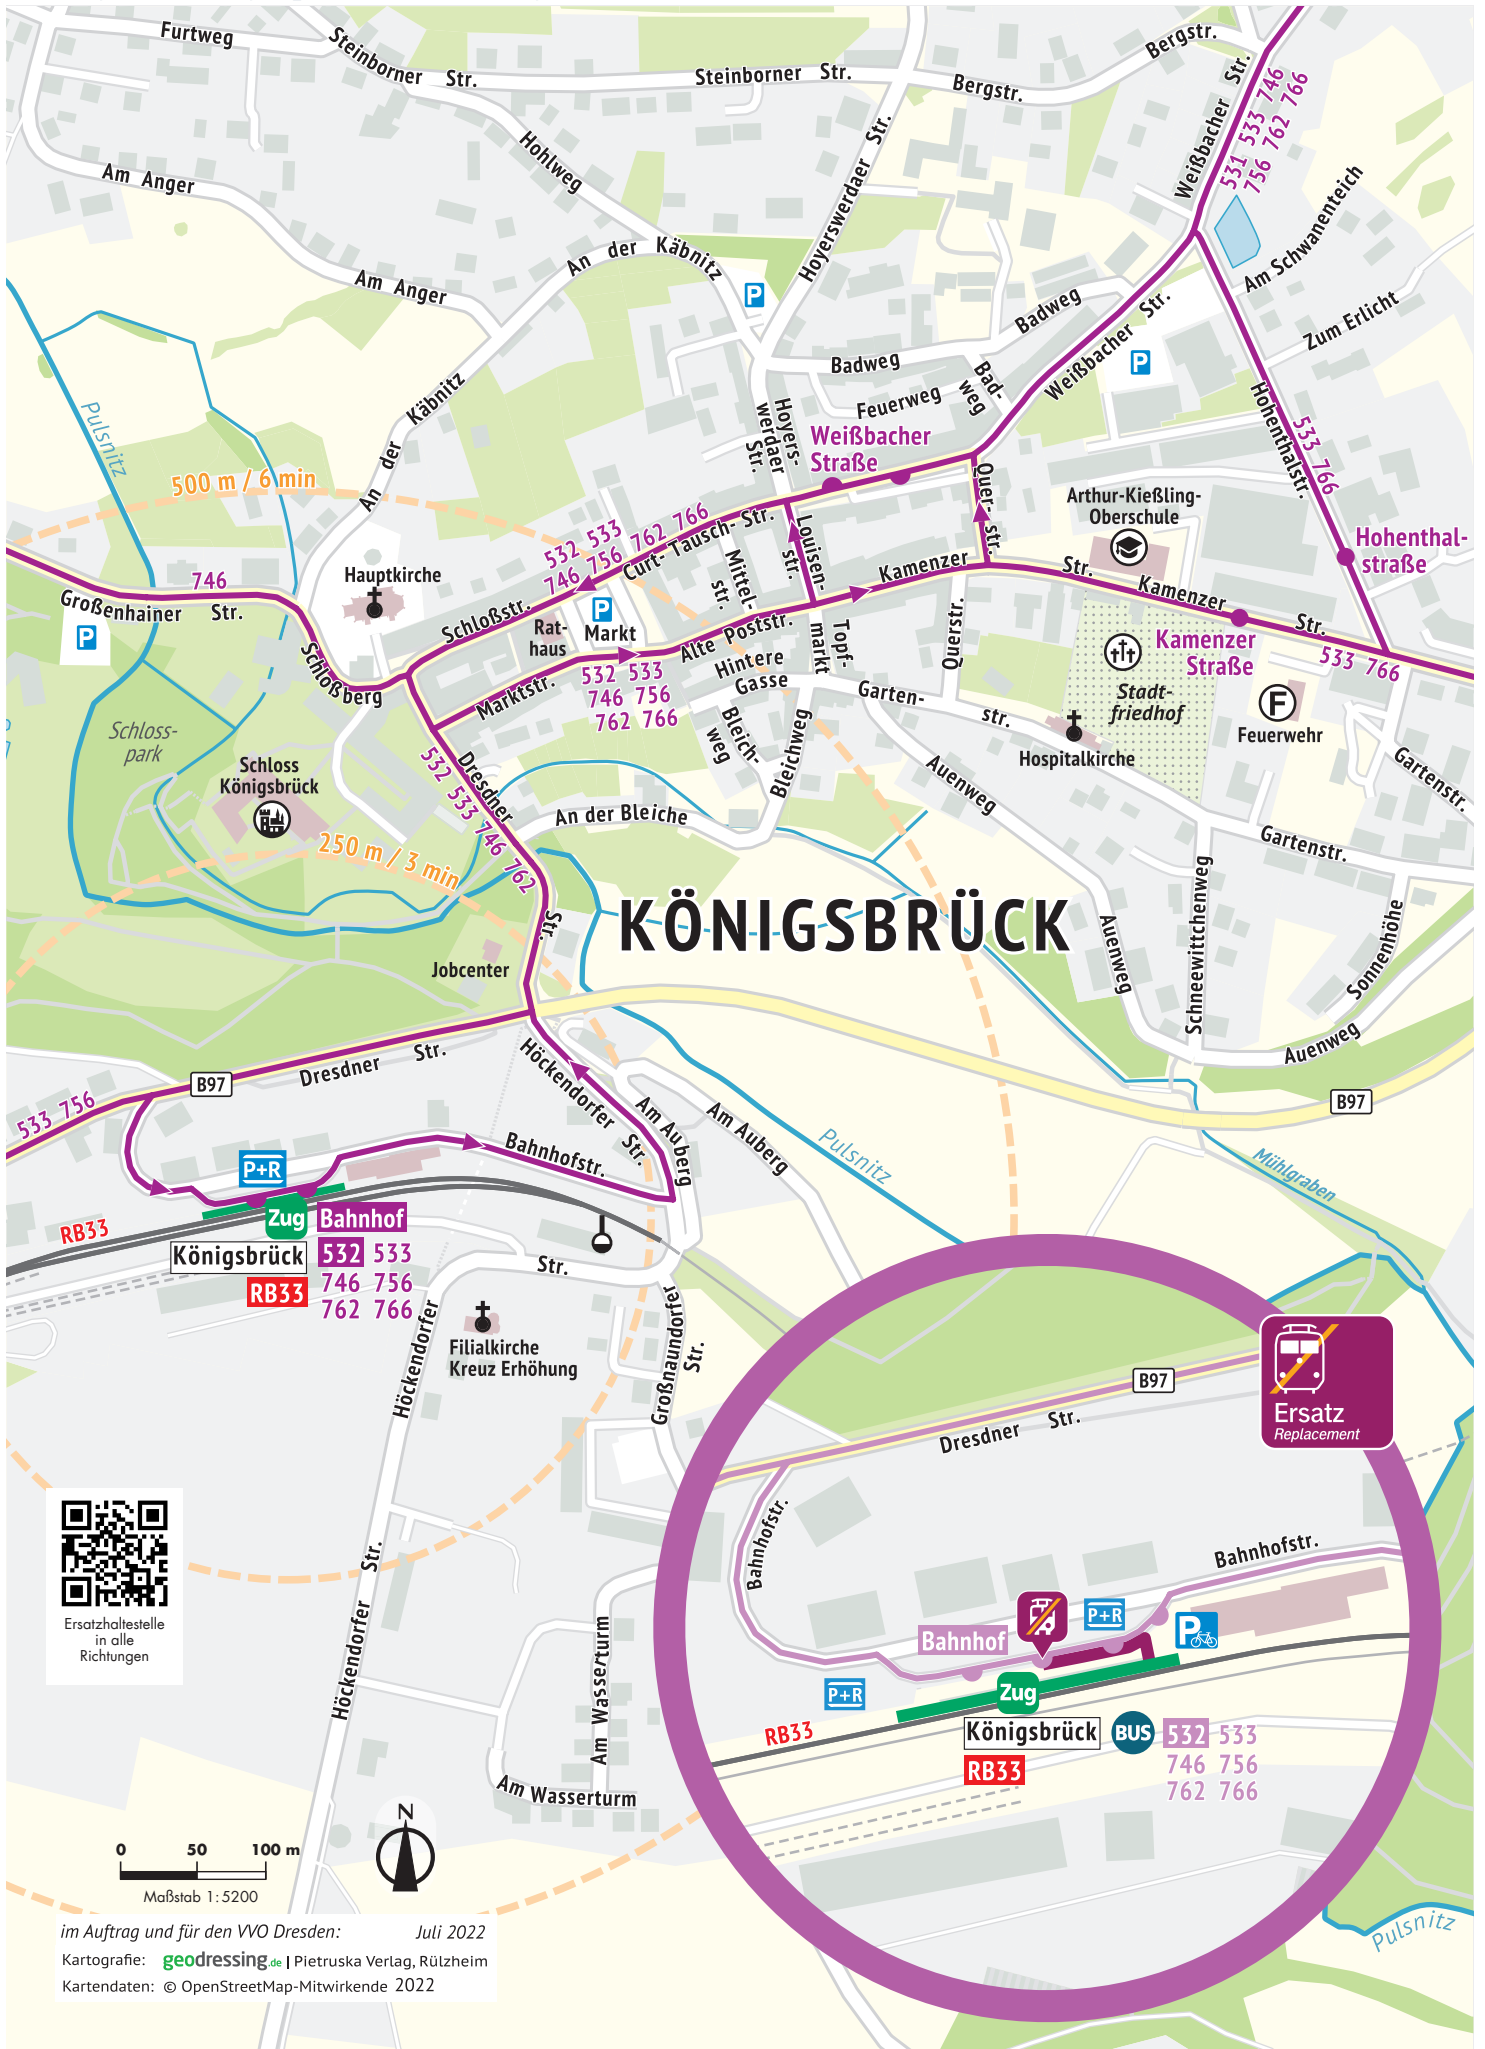 Furtweg
Steinborner Str.
Steinborner Str.
Bergstr.
Bergstr.
Weißbacher Str.
531 533 746
756 762 766
Hohlweg
Hoyerswerdaer Str.
Am Anger
Am Schwanenteich
An der Käbnitz
Am Anger
P
Badweg
Weißbacher Str.
Zum Erlicht
P
Badweg
Bad-
weg
Feuerweg
Pulsnitz
An der Käbnitz
Hoyers-
werdaer
Str.
Weißbacher
Straße
Hohenthalstr.
533 766
500 m / 6 min
Quer-
str.
Arthur-Kießling-
Oberschule
532 533
746 756 762 766
Curt-Tausch-Str.
Louisen-
str.
Hohenthal-
straße
746
Großenhainer Str.
P
Hauptkirche
Schloßstr.
P
Rat-
haus
Markt
Mittel-
str.
Kamenzer Str.
Kamenzer Str.
Kamenzer
Straße
533 766
Alte Poststr.
Topf-
markt
Querstr.
Hintere
Gasse
Schloßberg
Marktstr.
532 533
746 756
762 766
Garten-
str.
Stadt-
friedhof
F
Feuerwehr
Hospitalkirche
Schloss-
park
Schloss
Königsbrück
Bleich-
weg
Bleichweg
Auenweg
Gartenstr.
Dresdner Str.
532 533 746 762
An der Bleiche
Gartenstr.
250 m / 3 min
KÖNIGSBRÜCK
Auenweg
Schneewittchenweg
Sonnenhöhe
Jobcenter
Auenweg
B97
Dresdner Str.
B97
533 756
Höckendorfer Str.
Am Auberg
Am Auberg
Pulsnitz
Mühlgraben
Bahnhofstr.
P+R
RB33
Zug
Bahnhof
Königsbrück
532 533
RB33
746 756
762 766
Str.
Höckendorfer
Filialkirche
Kreuz Erhöhung
Großnaundorfer
Str.
B97
Dresdner Str.
Ersatz
Replacement
Bahnhofstr.
Bahnhofstr.
Ersatzhaltestelle
in alle
Richtungen
Höckendorfer Str.
Am Wasserturm
Am Wasserturm
Bahnhof
P+R
P
P+R
Zug
RB33
Königsbrück
BUS
532 533
RB33
746 756
762 766
Pulsnitz
N
0 50 100 m
Maßstab 1:5200
im Auftrag und für den VVO Dresden: Juli 2022
Kartografie: geodressing.de | Pietruska Verlag, Rülzheim
Kartendaten: © OpenStreetMap-Mitwirkende 2022